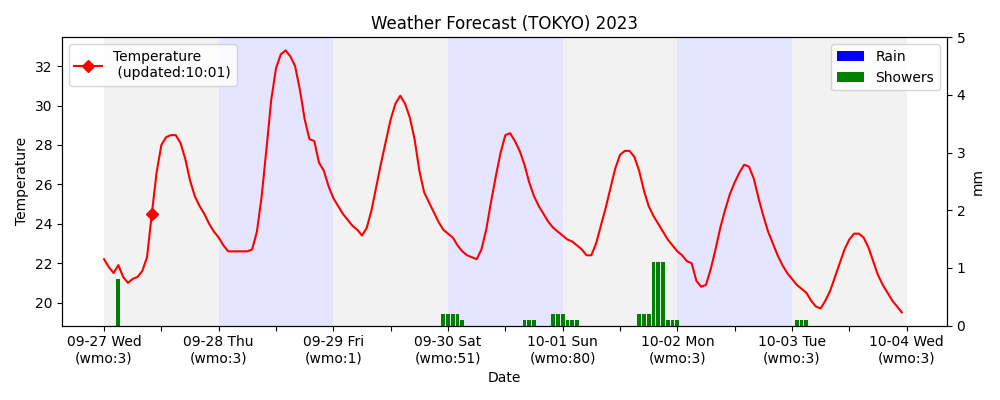 Weather Forecast (TOKYO) 2023
Temperature
(updated:10:01)
Rain
Showers
Temperature
32
30
28
26
24
22
20
5
4
3
2
1
0
mm
09-27 Wed
(wmo:3)
09-28 Thu
(wmo:3)
09-29 Fri
(wmo:1)
09-30 Sat
(wmo:51)
10-01 Sun
(wmo:80)
10-02 Mon
(wmo:3)
10-03 Tue
(wmo:3)
10-04 Wed
(wmo:3)
Date